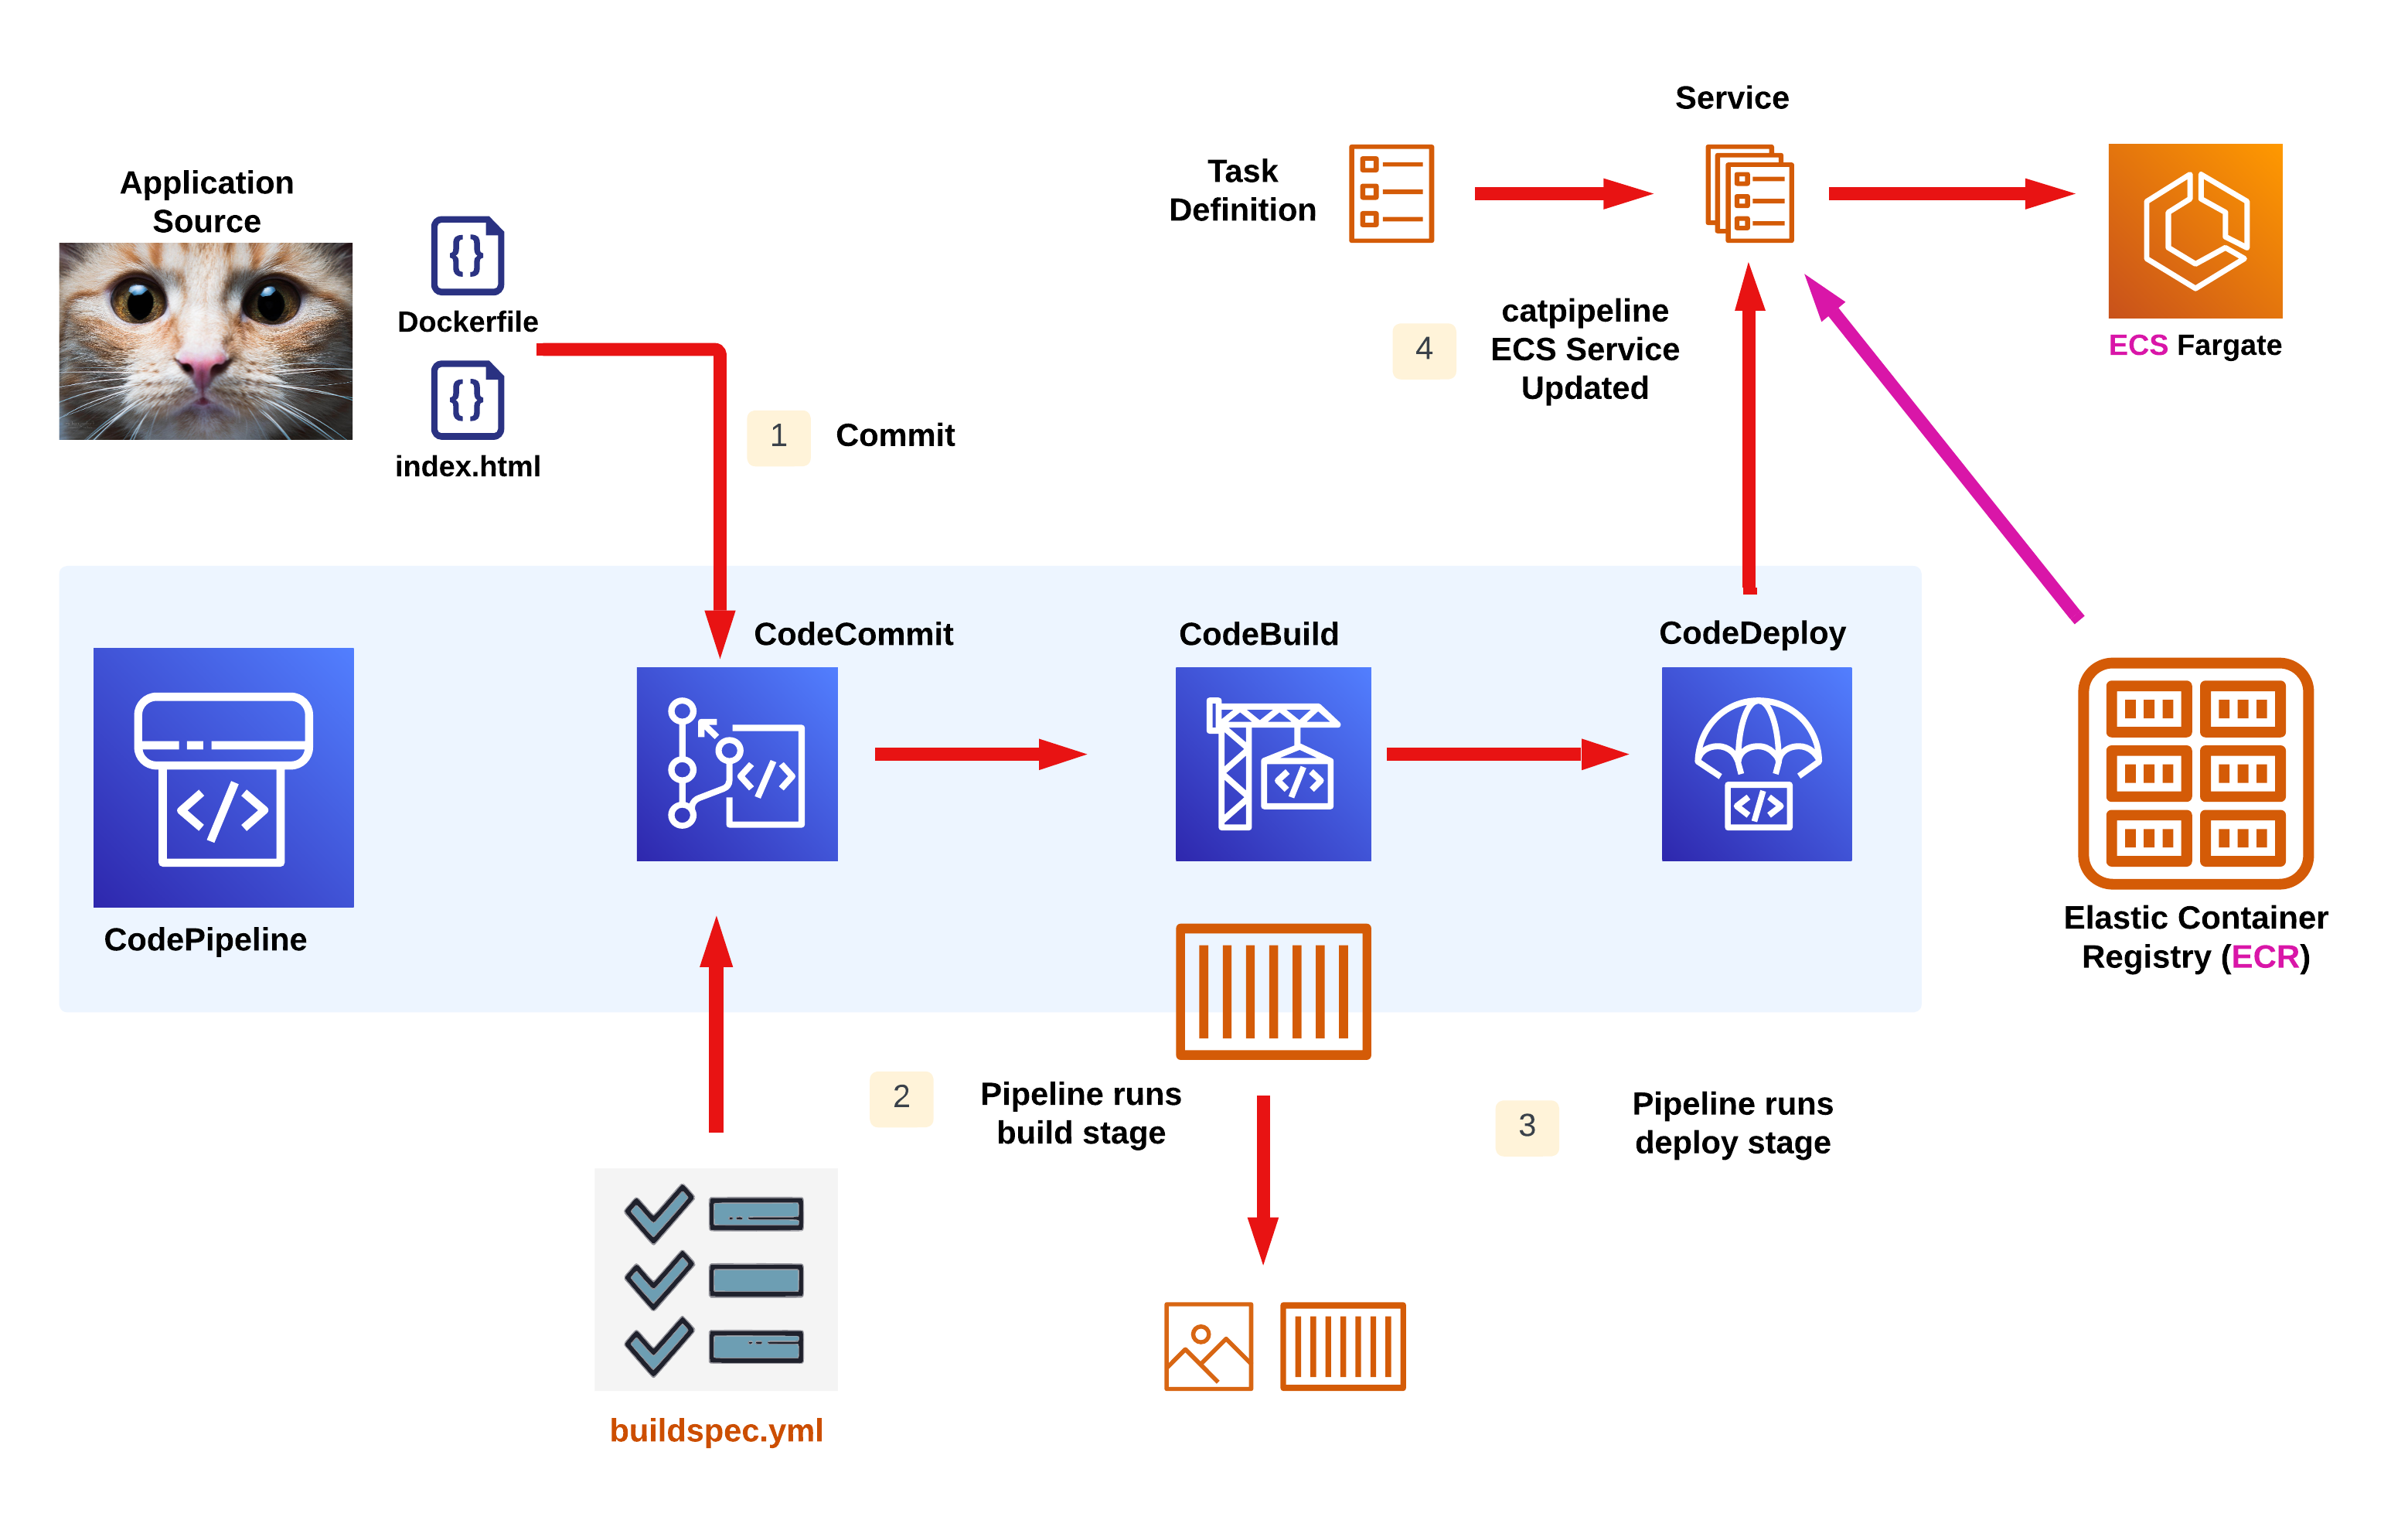 Service
Task
Definition
Application
Source
{}
Dockerfile
{}
index.html
catpipeline
ECS Service
Updated
4
ECS Fargate
1
Commit
CodeCommit
CodeBuild
CodeDeploy
</>
</>
</>
</>
CodePipeline
Elastic Container
Registry (ECR)
2
Pipeline runs
build stage
3
Pipeline runs
deploy stage
buildspec.yml